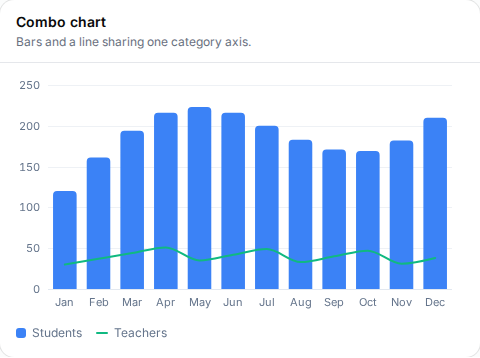 Combo chart
Bars and a line sharing one category axis.
250
200
150
100
50
0
Jan Feb Mar Apr May Jun Jul Aug Sep Oct Nov Dec
Students Teachers